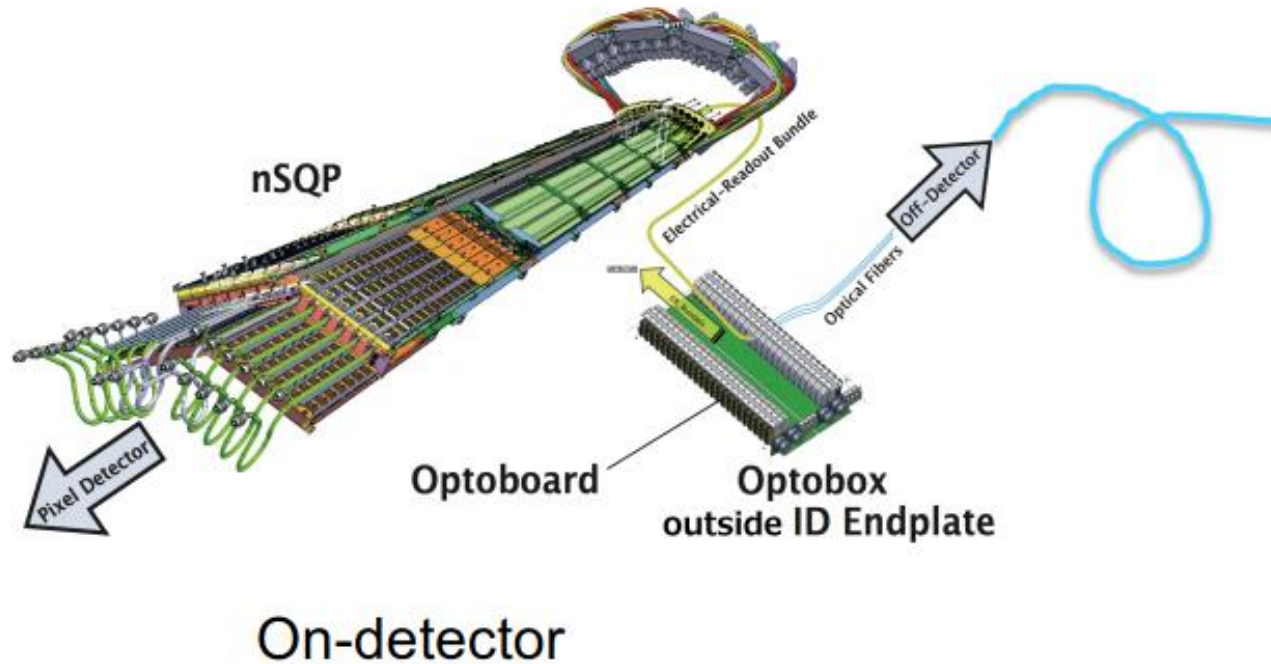 nSQP
Electrical-Readout Bundle
Off-Detector
Optical Fibers
Pixel Detector
Optoboard
Optobox
outside ID Endplate
On-detector